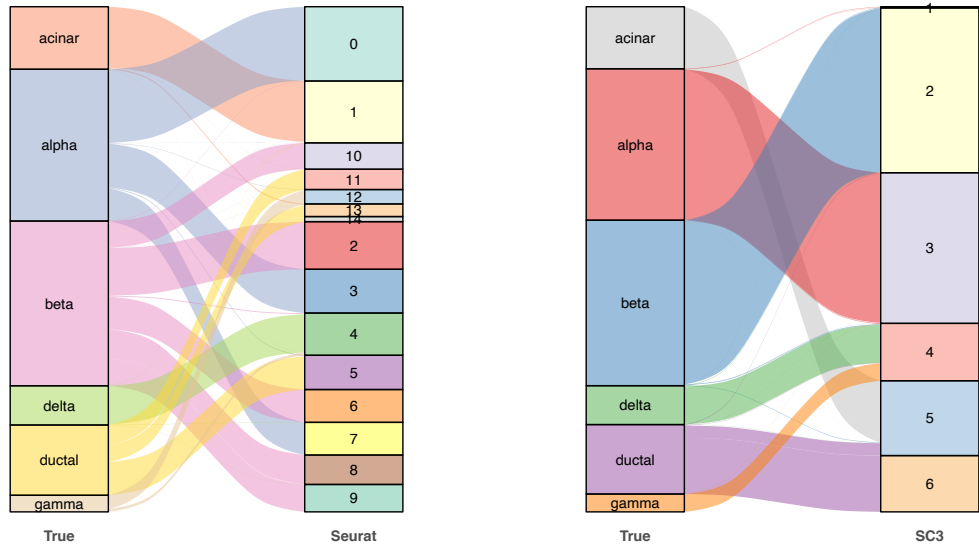 acinar
alpha
beta
delta
ductal
gamma
0
1
10
11
12
13
14
2
3
4
5
6
7
8
9
True
Seurat
acinar
alpha
beta
delta
ductal
gamma
1
2
3
4
5
6
True
SC3